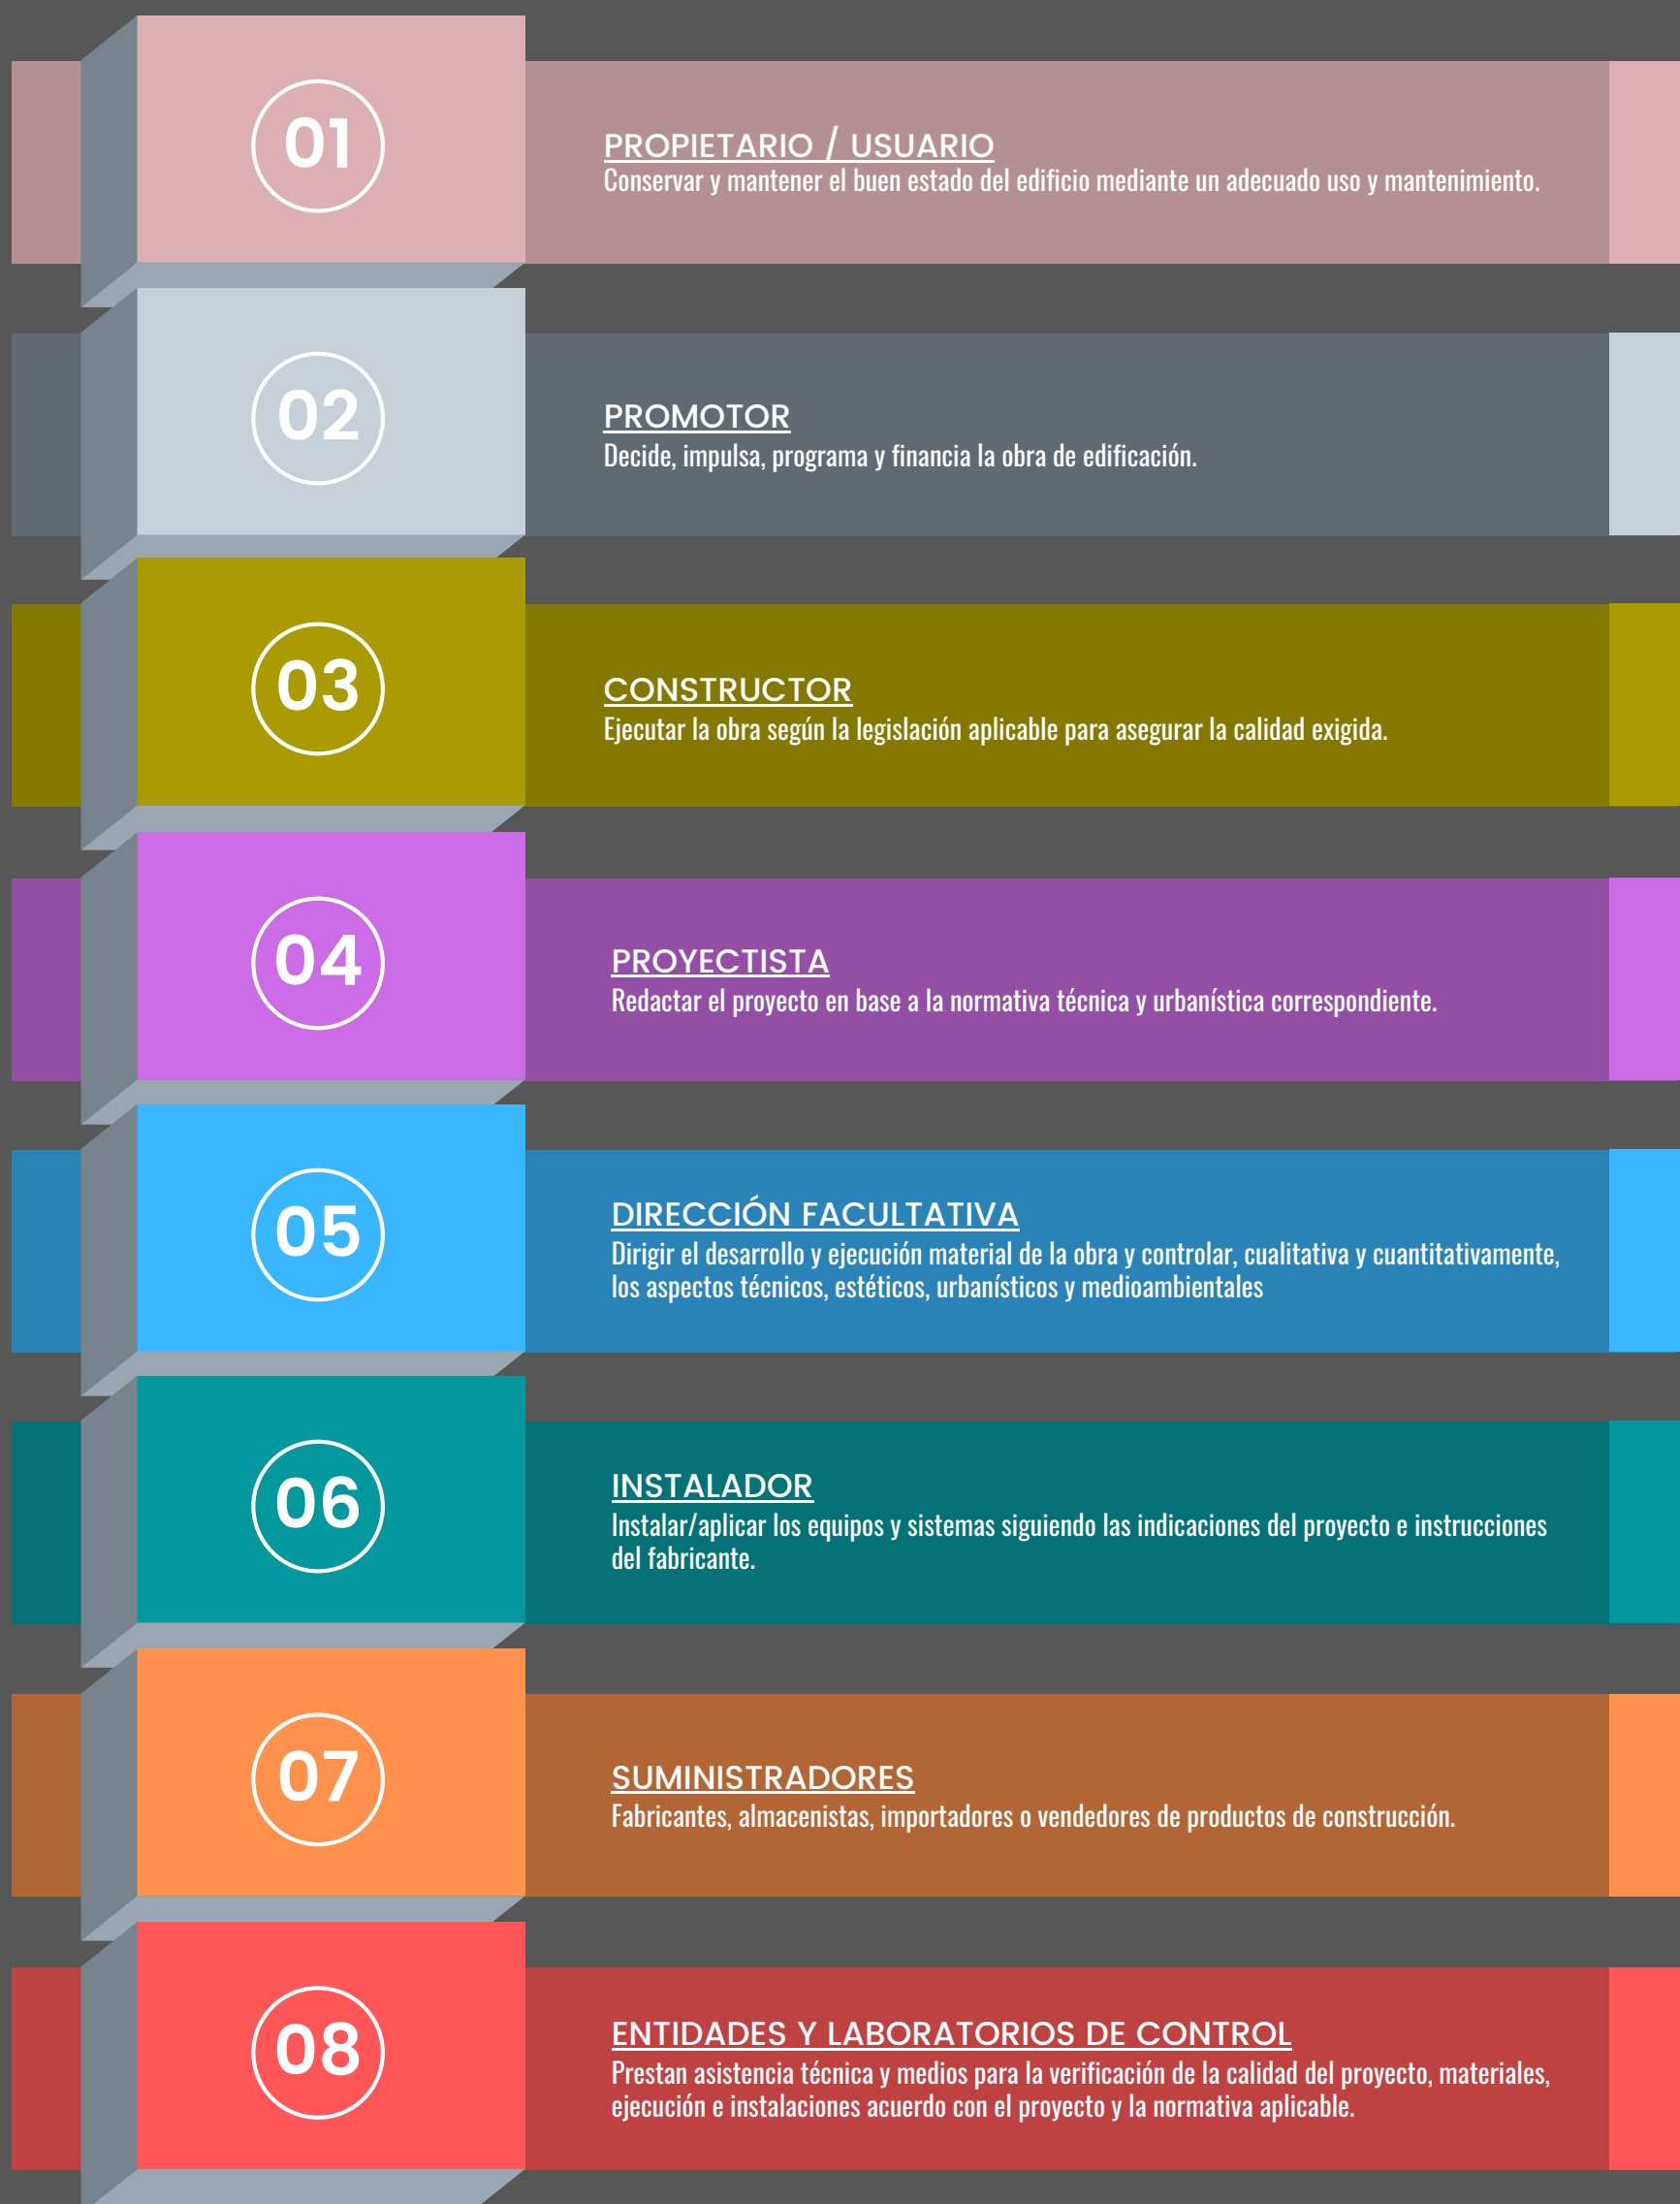 01
PROPIETARIO / USUARIO
Conservar y mantener el buen estado del edificio mediante un adecuado uso y mantenimiento.
02
PROMOTOR
Decide, impulsa, programa y financia la obra de edificación.
03
CONSTRUCTOR
Ejecutar la obra según la legislación aplicable para asegurar la calidad exigida.
04
PROYECTISTA
Redactar el proyecto en base a la normativa técnica y urbanística correspondiente.
05
DIRECCIÓN FACULTATIVA
Dirigir el desarrollo y ejecución material de la obra y controlar, cualitativa y cuantitativamente,
los aspectos técnicos, estéticos, urbanísticos y medioambientales
06
INSTALADOR
Instalar/aplicar los equipos y sistemas siguiendo las indicaciones del proyecto e instrucciones
del fabricante.
07
SUMINISTRADORES
Fabricantes, almacenistas, importadores o vendedores de productos de construcción.
08
ENTIDADES Y LABORATORIOS DE CONTROL
Prestan asistencia técnica y medios para la verificación de la calidad del proyecto, materiales,
ejecución e instalaciones acuerdo con el proyecto y la normativa aplicable.